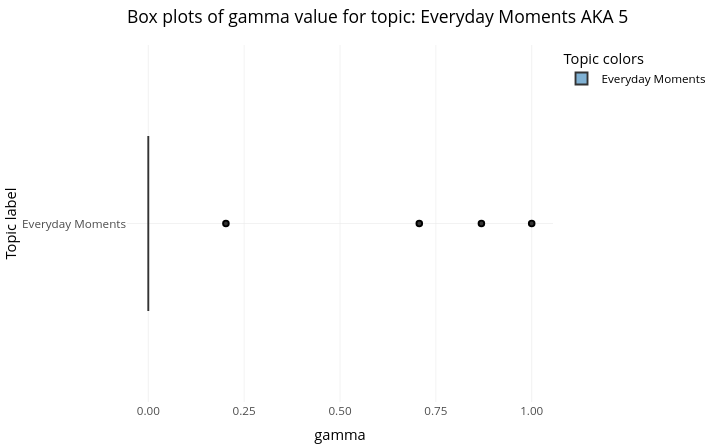 Box plots of gamma value for topic: Everyday Moments AKA 5
Topic colors
Everyday Moments
Topic label
Everyday Moments
0.00 0.25 0.50 0.75 1.00
gamma